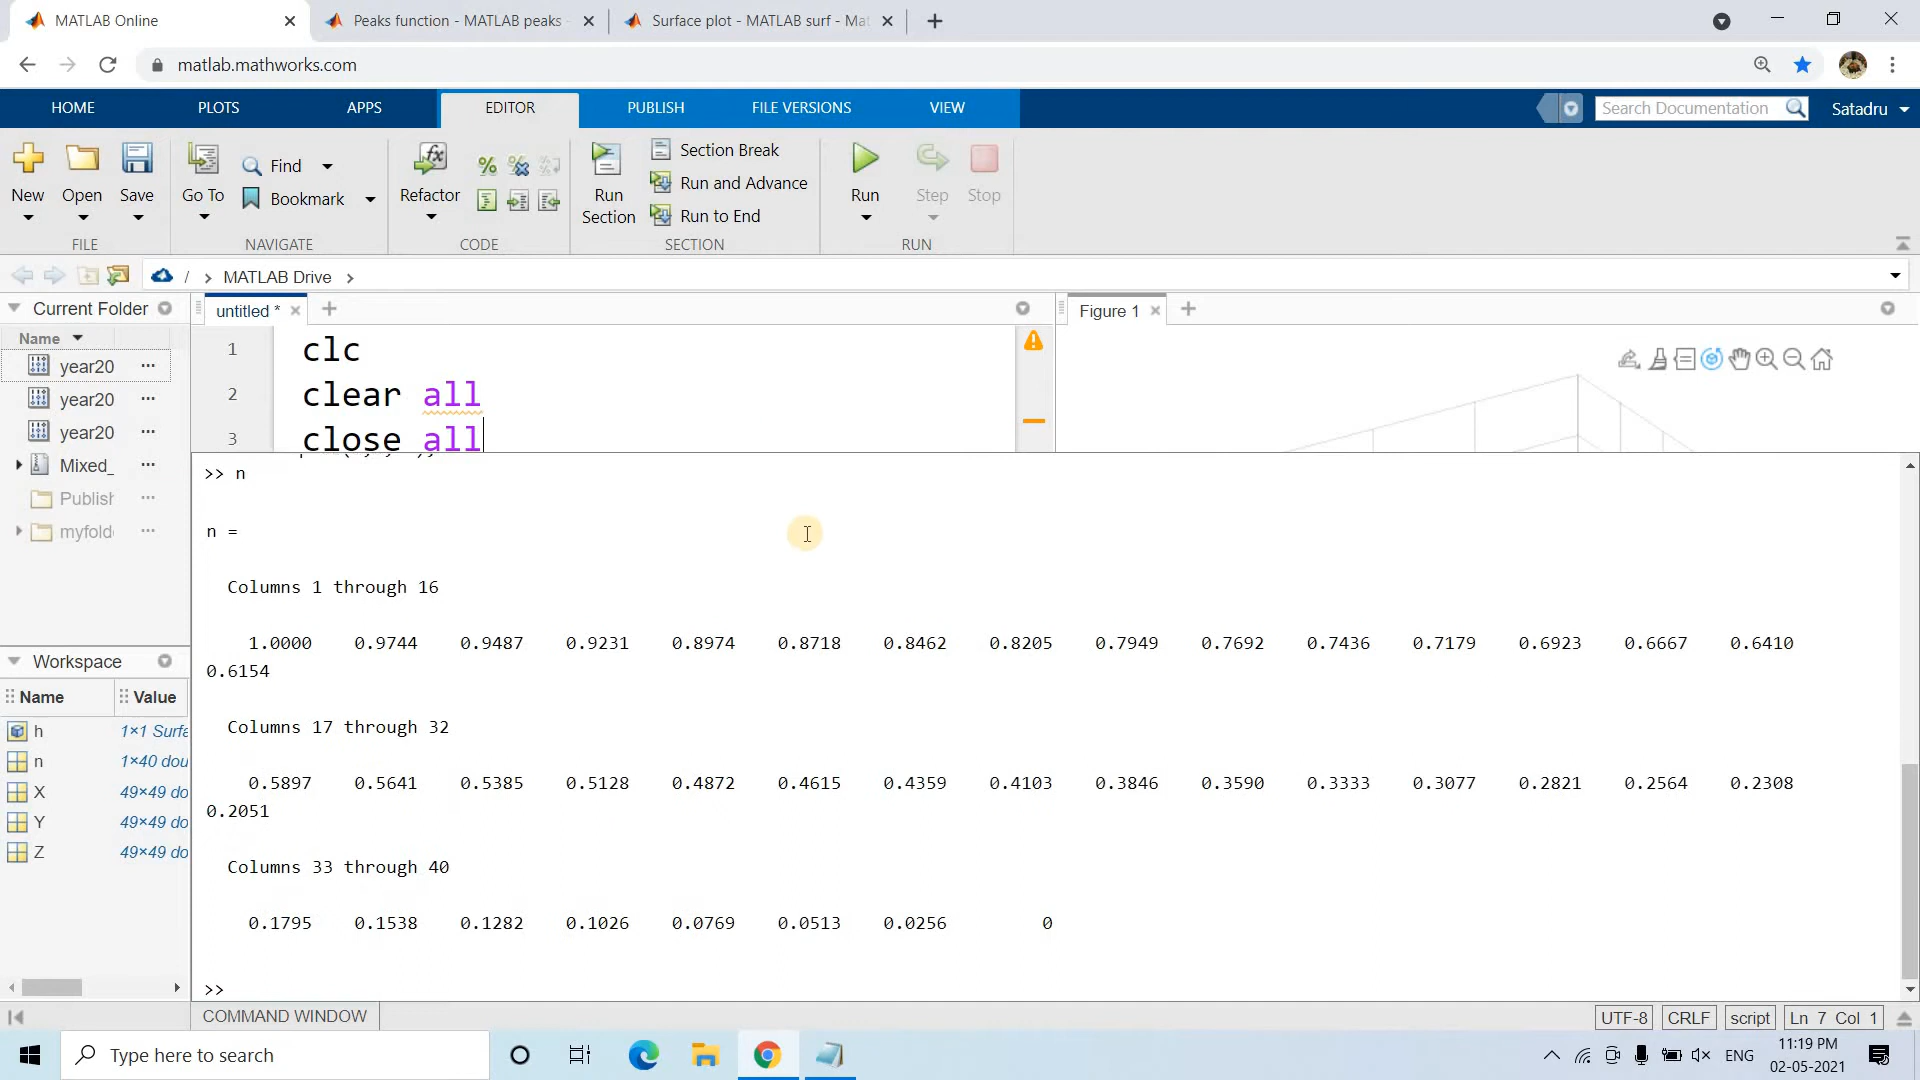 MATLAB Online
Peaks function - MATLAB peaks -
Surface plot - MATLAB surf - Mat
matlab.mathworks.com
HOME
PLOTS
APPS
EDITOR
PUBLISH
FILE VERSIONS
VIEW
Search Documentation
Satadru
New
Open
Save
Go To
Find
Bookmark
Refactor
Run Section
Section Break
Run and Advance
Run to End
Run
Step
Stop
FILE
NAVIGATE
CODE
SECTION
RUN
/ > MATLAB Drive >
Current Folder
untitled *
Figure 1
Name
year20
year20
year20
Mixed_
Publish
myfold
1 clc
2 clear all
3 close all
>> n
n =
Columns 1 through 16
1.0000 0.9744 0.9487 0.9231 0.8974 0.8718 0.8462 0.8205 0.7949 0.7692 0.7436 0.7179 0.6923 0.6667 0.6410
0.6154
Columns 17 through 32
0.5897 0.5641 0.5385 0.5128 0.4872 0.4615 0.4359 0.4103 0.3846 0.3590 0.3333 0.3077 0.2821 0.2564 0.2308
0.2051
Columns 33 through 40
0.1795 0.1538 0.1282 0.1026 0.0769 0.0513 0.0256 0
>>
Workspace
Name Value
h 1×1 Surfa
n 1×40 dou
X 49×49 do
Y 49×49 do
Z 49×49 do
COMMAND WINDOW
UTF-8
CRLF
script
Ln 7 Col 1
Type here to search
ENG
11:19 PM
02-05-2021